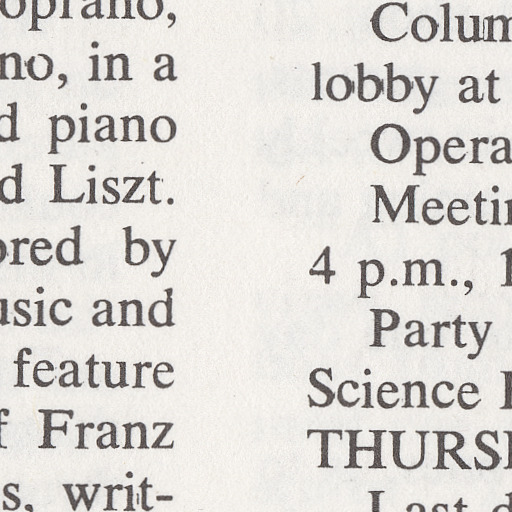 oprano,
no, in a
d piano
d Liszt.
ored by
usic and
feature
f Franz
s, writ-
Colum
lobby at
Opera
Meetin
4 p.m., 1
Party
Science
THURS
Last d